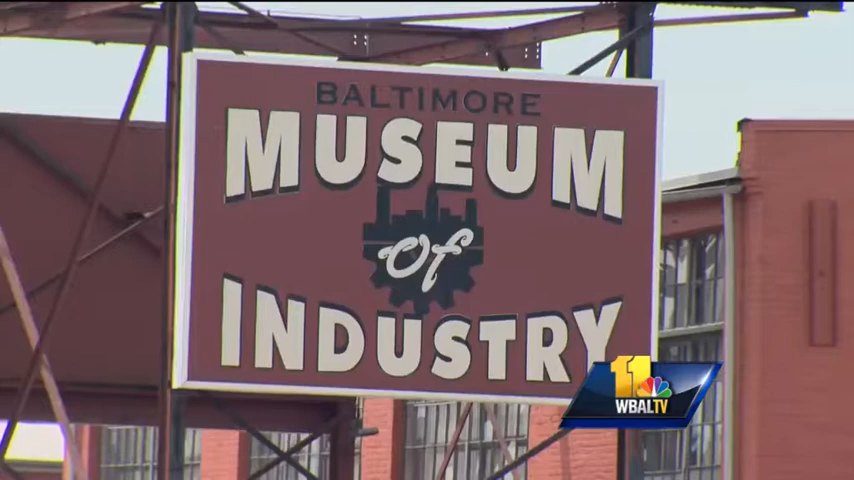 BALTIMORE
MUSEUM
of
INDUSTRY
11
WBALTV